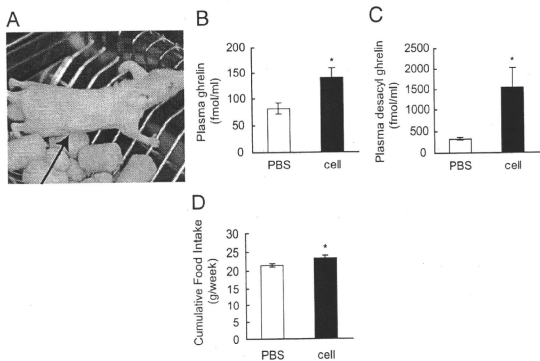 A
B
Plasma ghrelin
(fmol/ml)
200
150
100
50
0
*
PBS
cell
C
Plasma desacyl ghrelin
(fmol/ml)
2500
2000
1500
1000
500
0
*
PBS
cell
D
Cumulative Food Intake
(g/week)
30
25
20
15
10
5
0
*
PBS
cell